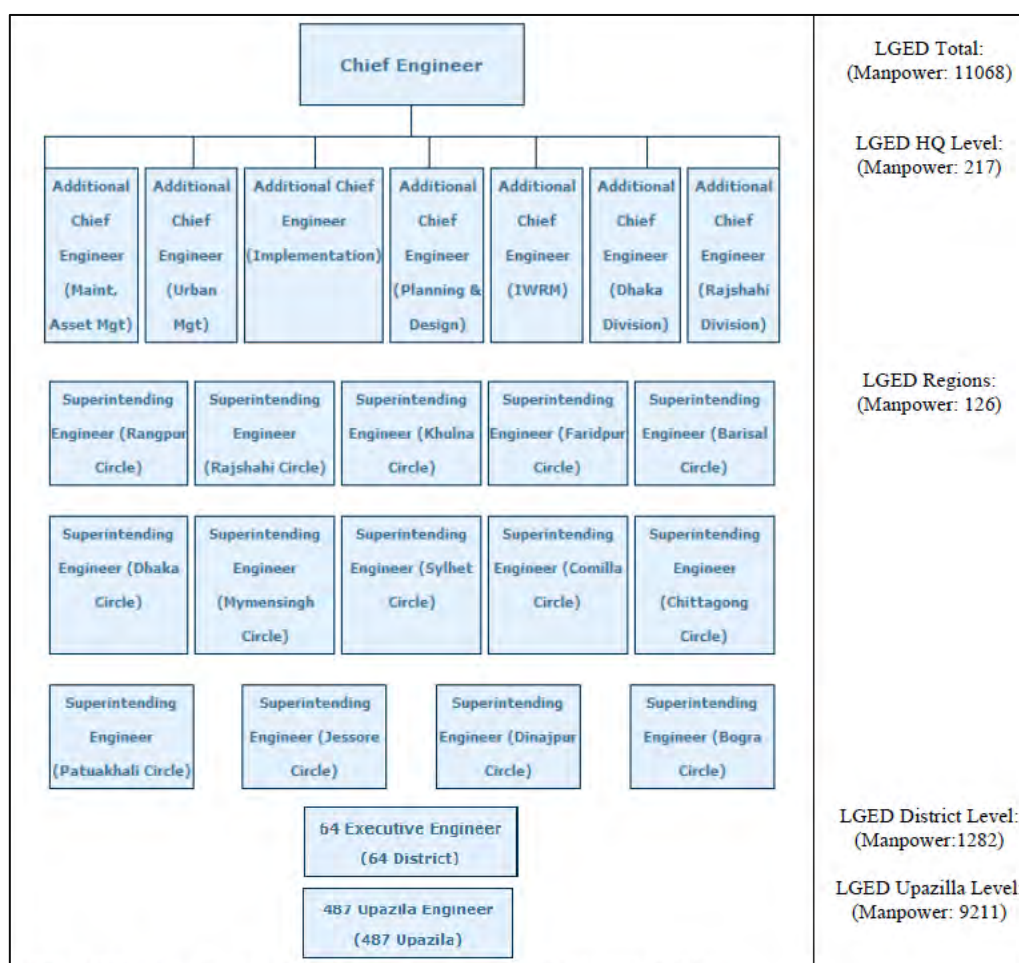 Chief Engineer
LGED Total:
(Manpower: 11068)
LGED HQ Level:
(Manpower: 217)
Additional
Chief
Engineer
(Maint,
Asset Mgt)
Additional
Chief
Engineer
(Urban
Mgt)
Additional Chief
Engineer
(Implementation)
Additional
Chief
Engineer
(Planning &
Design)
Additional
Chief
Engineer
(IWRM)
Additional
Chief
Engineer
(Dhaka
Division)
Additional
Chief
Engineer
(Rajshahi
Division)
LGED Regions:
(Manpower: 126)
Superintending
Engineer (Rangpur
Circle)
Superintending
Engineer
(Rajshahi Circle)
Superintending
Engineer (Khulna
Circle)
Superintending
Engineer (Faridpur
Circle)
Superintending
Engineer (Barisal
Circle)
Superintending
Engineer (Dhaka
Circle)
Superintending
Engineer
(Mymensingh
Circle)
Superintending
Engineer (Sylhet
Circle)
Superintending
Engineer (Comilla
Circle)
Superintending
Engineer
(Chittagong
Circle)
Superintending
Engineer
(Patuakhali Circle)
Superintending
Engineer (Jessore
Circle)
Superintending
Engineer (Dinajpur
Circle)
Superintending
Engineer (Bogra
Circle)
64 Executive Engineer
(64 District)
LGED District Level:
(Manpower:1282)
487 Upazila Engineer
(487 Upazila)
LGED Upazilla Level:
(Manpower: 9211)